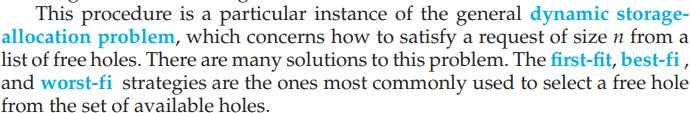 This procedure is a particular instance of the general dynamic storage-
allocation problem, which concerns how to satisfy a request of size n from a
list of free holes. There are many solutions to this problem. The first-fit, best-fi ,
and worst-fi strategies are the ones most commonly used to select a free hole
from the set of available holes.